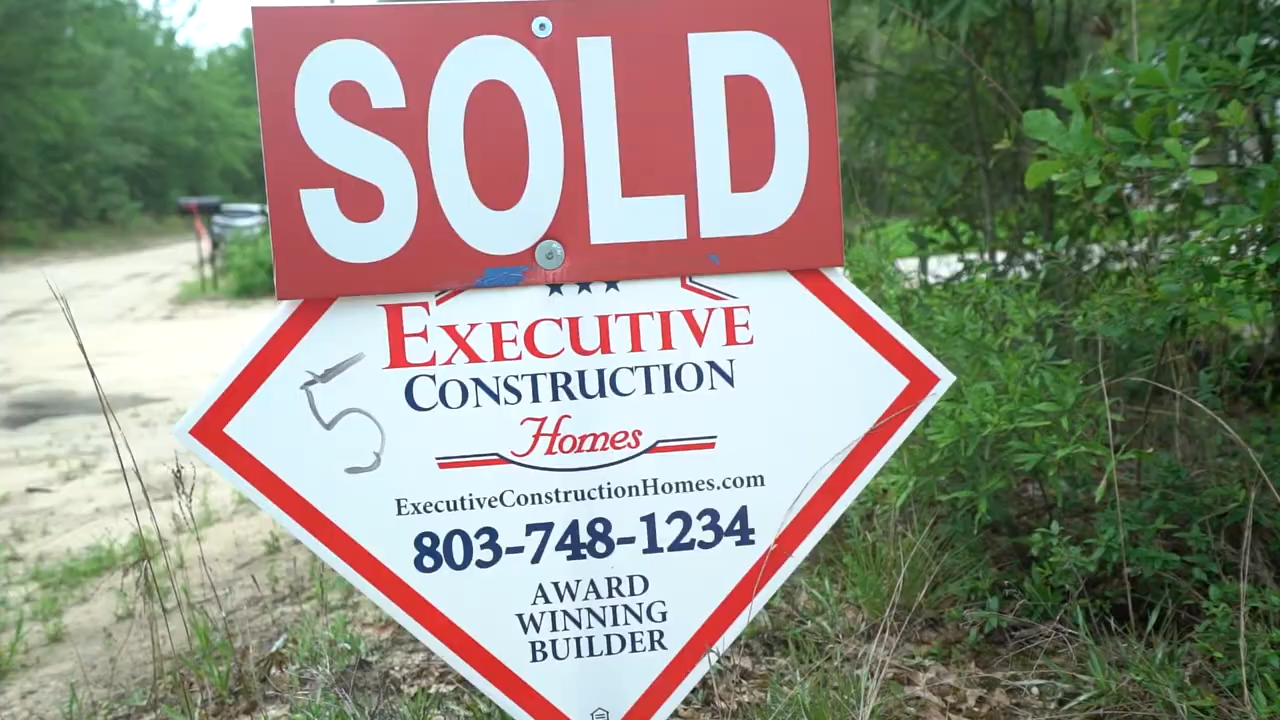 SOLD
EXECUTIVE
CONSTRUCTION
Homes
5
ExecutiveConstructionHomes.com
803-748-1234
AWARD
WINNING
BUILDER